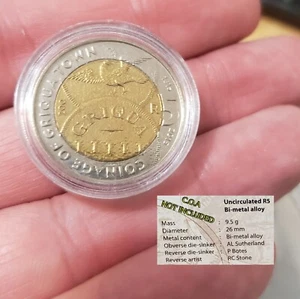 COINAGE OF GRIQUA TOWN
GRIQUA
C.O.A
NOT INCLUDED
Uncirculated R5
Bi-metal alloy
Mass : 9.5 g
Diameter : 26 mm
Metal content : Bi-metal alloy
Obverse die-sinker : AL Sutherland
Reverse die-sinker : P Botes
Reverse artist : RC Stone